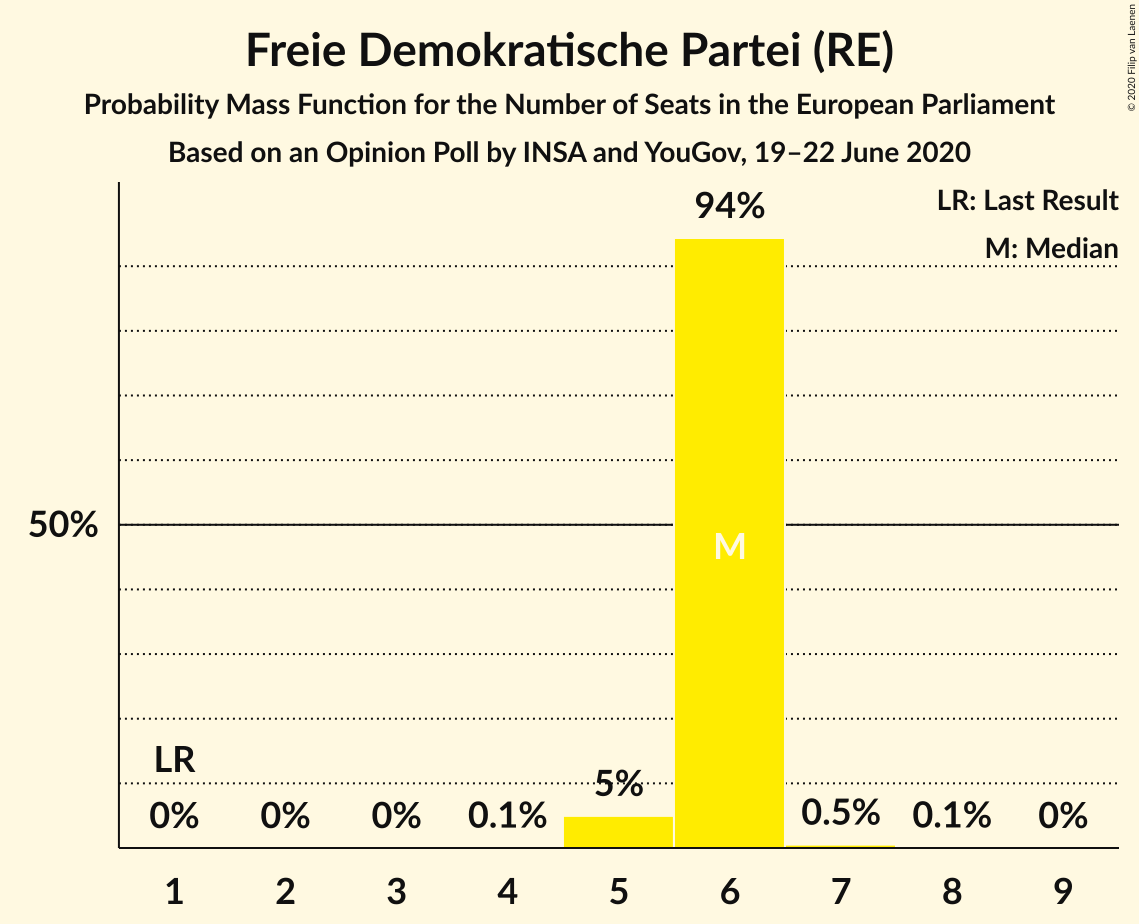 Freie Demokratische Partei (RE)
Probability Mass Function for the Number of Seats in the European Parliament
Based on an Opinion Poll by INSA and YouGov, 19–22 June 2020
© 2020 Filip van Laenen
LR: Last Result
M: Median
94%
50%
M
LR
0%
0%
0%
0.1%
5%
0.5%
0.1%
0%
1 2 3 4 5 6 7 8 9